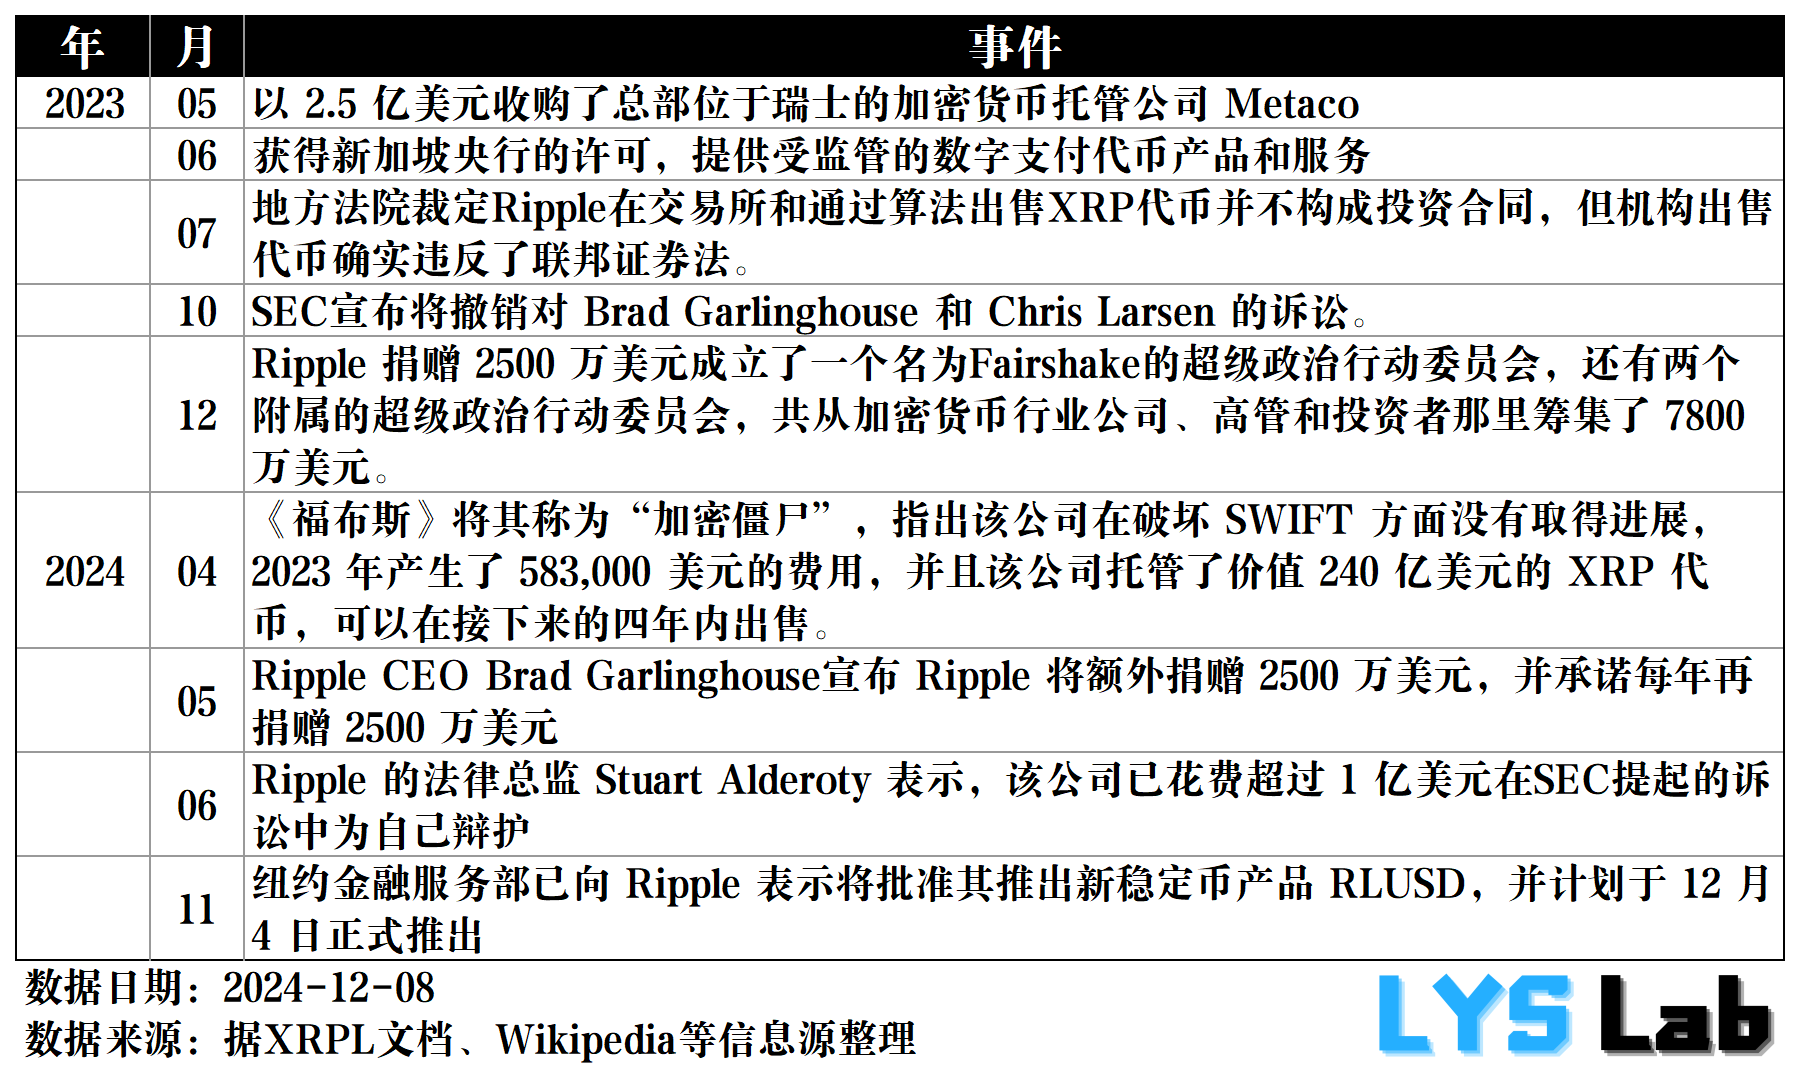 年 月 事件
2023 05 以 2.5 亿美元收购了总部位于瑞士的加密货币托管公司 Metaco
06 获得新加坡央行的许可，提供受监管的数字支付代币产品和服务
07 地方法院裁定Ripple在交易所和通过算法出售XRP代币并不构成投资合同，但机构出售
代币确实违反了联邦证券法。
10 SEC宣布将撤销对 Brad Garlinghouse 和 Chris Larsen 的诉讼。
12 Ripple 捐赠 2500 万美元成立了一个名为Fairshake的超级政治行动委员会，还有两个
附属的超级政治行动委员会，共从加密货币行业公司、高管和投资者那里筹集了 7800
万美元。
2024 04 《福布斯》将其称为“加密僵尸”，指出该公司在破坏 SWIFT 方面没有取得进展，
2023 年产生了 583,000 美元的费用，并且该公司托管了价值 240 亿美元的 XRP 代
币，可以在接下来的四年内出售。
05 Ripple CEO Brad Garlinghouse宣布 Ripple 将额外捐赠 2500 万美元，并承诺每年再
捐赠 2500 万美元
06 Ripple 的法律总监 Stuart Alderoty 表示，该公司已花费超过 1 亿美元在SEC提起的诉
讼中为自己辩护
11 纽约金融服务部已向 Ripple 表示将批准其推出新稳定币产品 RLUSD，并计划于 12 月
4 日正式推出
数据日期：2024-12-08
数据来源：据XRPL文档、Wikipedia等信息源整理
LYS Lab